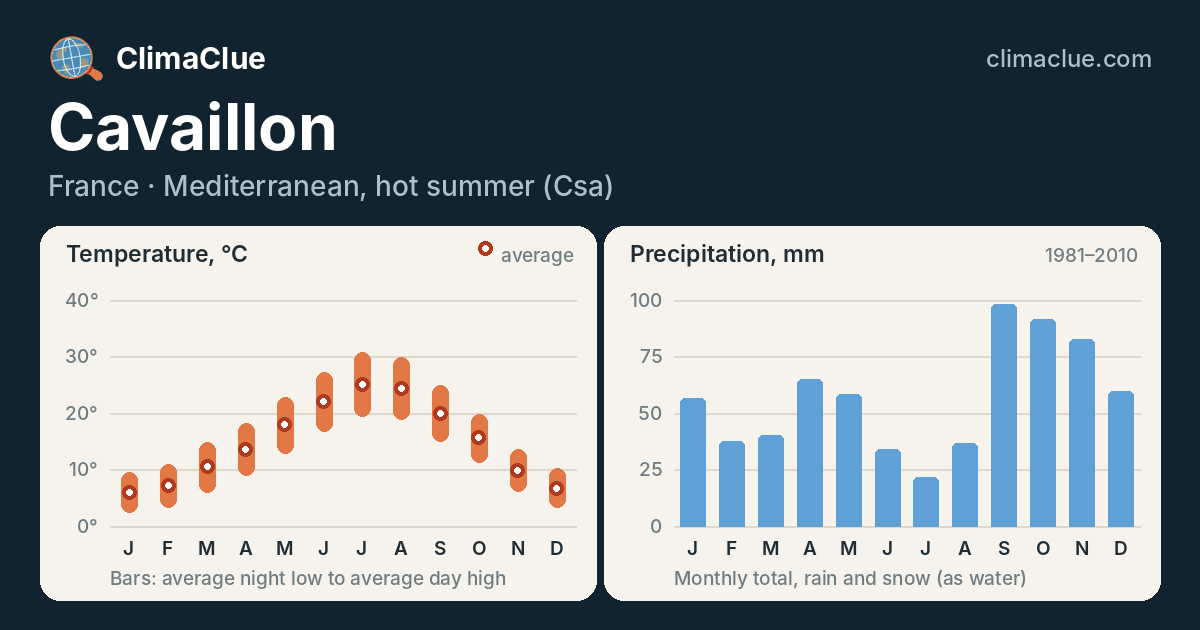 ClimaClue
climaclue.com
Cavaillon
France · Mediterranean, hot summer (Csa)
Temperature, °C
average
40°
30°
20°
10°
0°
J F M A M J J A S O N D
Bars: average night low to average day high
Precipitation, mm
1981–2010
100
75
50
25
0
J F M A M J J A S O N D
Monthly total, rain and snow (as water)